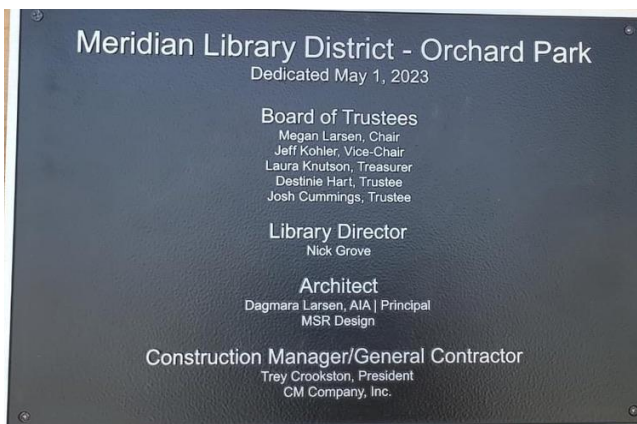 Meridian Library District - Orchard Park
Dedicated May 1, 2023
Board of Trustees
Megan Larsen, Chair
Jeff Kohler, Vice-Chair
Laura Knutson, Treasurer
Destinie Hart, Trustee
Josh Cummings, Trustee
Library Director
Nick Grove
Architect
Dagmara Larsen, AIA | Principal
MSR Design
Construction Manager/General Contractor
Trey Crookston, President
CM Company, Inc.